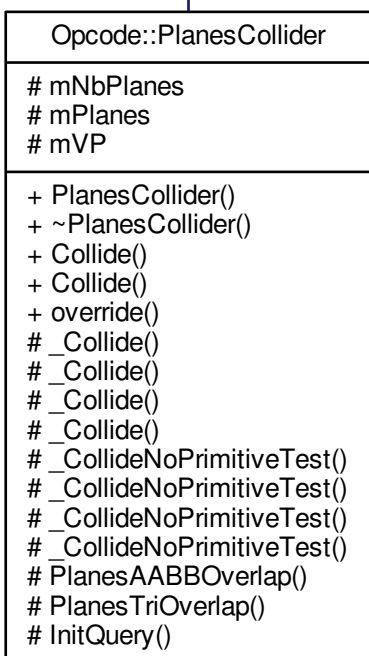 Opcode::PlanesCollider
# mNbPlanes
# mPlanes
# mVP
+ PlanesCollider()
+ ~PlanesCollider()
+ Collide()
+ Collide()
+ override()
# _Collide()
# _Collide()
# _Collide()
# _Collide()
# _CollideNoPrimitiveTest()
# _CollideNoPrimitiveTest()
# _CollideNoPrimitiveTest()
# _CollideNoPrimitiveTest()
# PlanesAABBOverlap()
# PlanesTriOverlap()
# InitQuery()